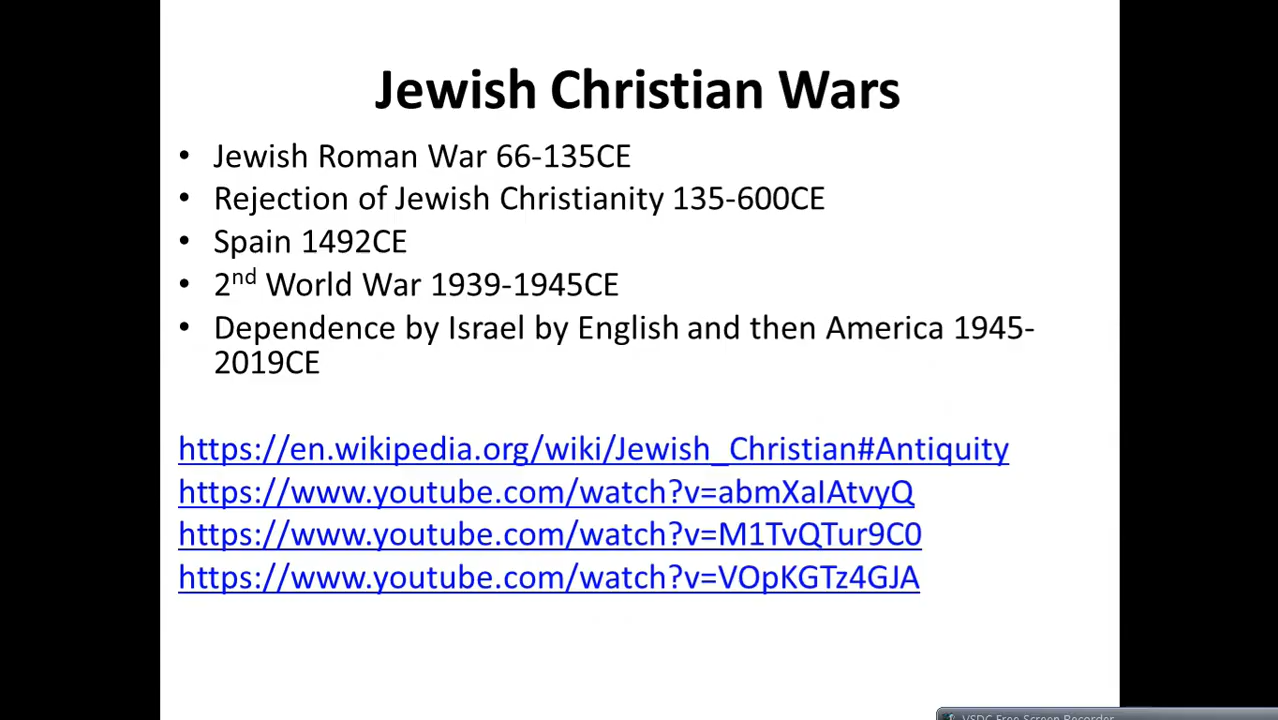 Jewish Christian Wars
• Jewish Roman War 66-135CE
• Rejection of Jewish Christianity 135-600CE
• Spain 1492CE
• 2nd World War 1939-1945CE
• Dependence by Israel by English and then America 1945-
2019CE
https://en.wikipedia.org/wiki/Jewish_Christian#Antiquity
https://www.youtube.com/watch?v=abmXaIAtvyQ
https://www.youtube.com/watch?v=M1TvQTur9C0
https://www.youtube.com/watch?v=VOpKGTz4GJA
VSDC Free Screen Recorder